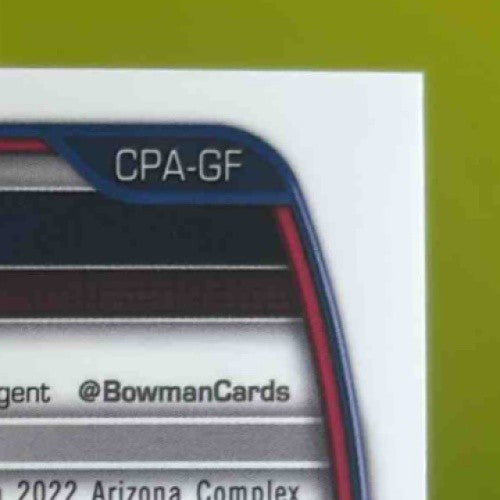 CPA-GF
gent @BowmanCards
2022 Arizona Complex